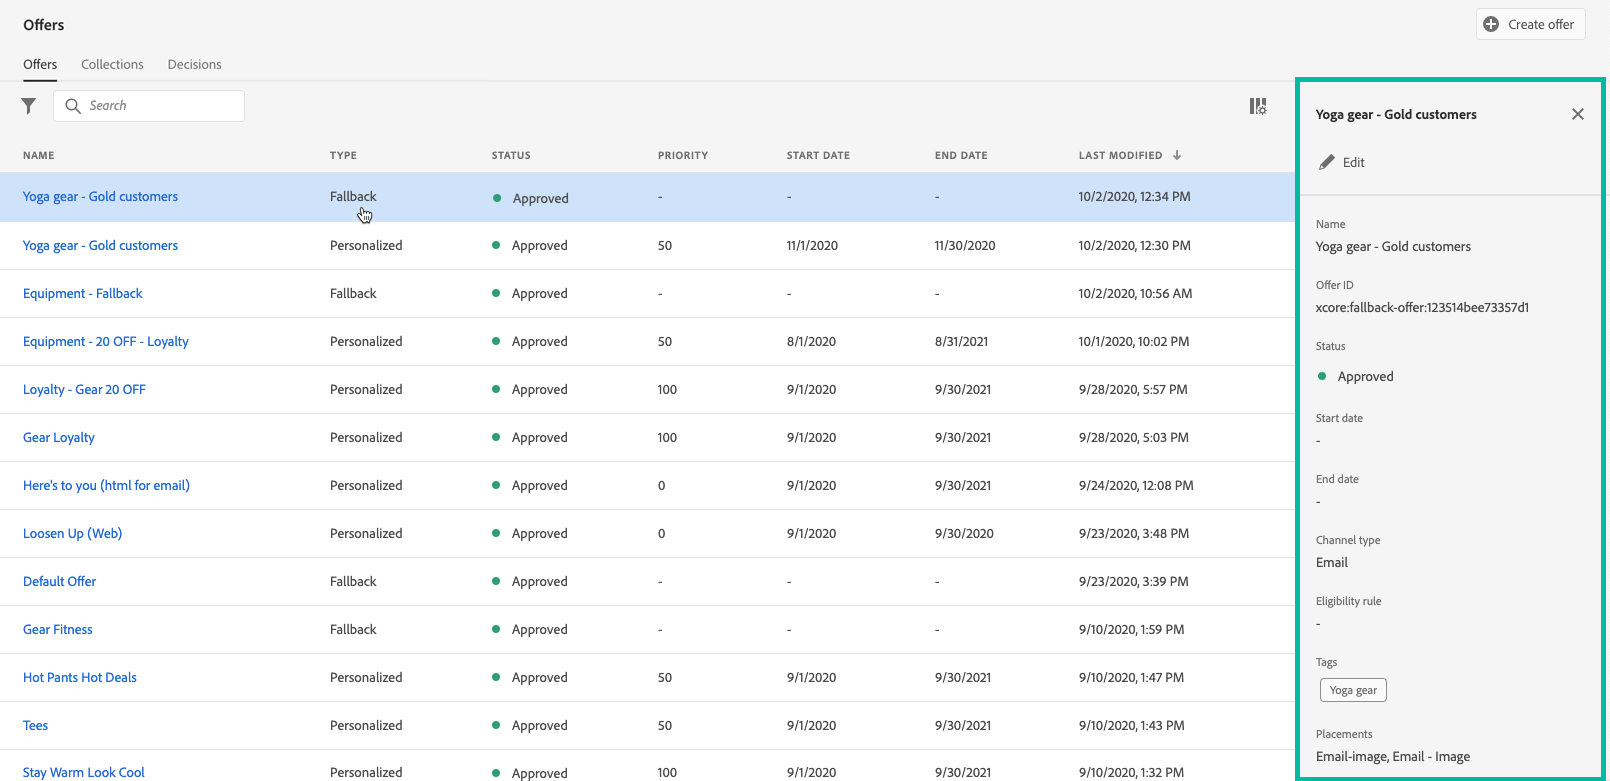 Offers
Create offer
Offers Collections Decisions
Search
NAME TYPE STATUS PRIORITY START DATE END DATE LAST MODIFIED
Yoga gear - Gold customers Fallback Approved - - - 10/2/2020, 12:34 PM
Yoga gear - Gold customers Personalized Approved 50 11/1/2020 11/30/2020 10/2/2020, 12:30 PM
Equipment - Fallback Fallback Approved - - - 10/2/2020, 10:56 AM
Equipment - 20 OFF - Loyalty Personalized Approved 50 8/1/2020 8/31/2021 10/1/2020, 10:02 PM
Loyalty - Gear 20 OFF Personalized Approved 100 9/1/2020 9/30/2021 9/28/2020, 5:57 PM
Gear Loyalty Personalized Approved 100 9/1/2020 9/30/2021 9/28/2020, 5:03 PM
Here's to you (html for email) Personalized Approved 0 9/1/2020 9/30/2021 9/24/2020, 12:08 PM
Loosen Up (Web) Personalized Approved 0 9/1/2020 9/30/2020 9/23/2020, 3:48 PM
Default Offer Fallback Approved - - - 9/23/2020, 3:39 PM
Gear Fitness Fallback Approved - - - 9/10/2020, 1:59 PM
Hot Pants Hot Deals Personalized Approved 50 9/1/2020 9/30/2021 9/10/2020, 1:47 PM
Tees Personalized Approved 50 9/1/2020 9/30/2021 9/10/2020, 1:43 PM
Stay Warm Look Cool Personalized Approved 100 9/1/2020 9/30/2021 9/10/2020, 1:32 PM
Yoga gear - Gold customers
Edit
Name
Yoga gear - Gold customers
Offer ID
xcore:fallback-offer:123514bee73357d1
Status
Approved
Start date
-
End date
-
Channel type
Email
Eligibility rule
-
Tags
Yoga gear
Placements
Email-image, Email - Image